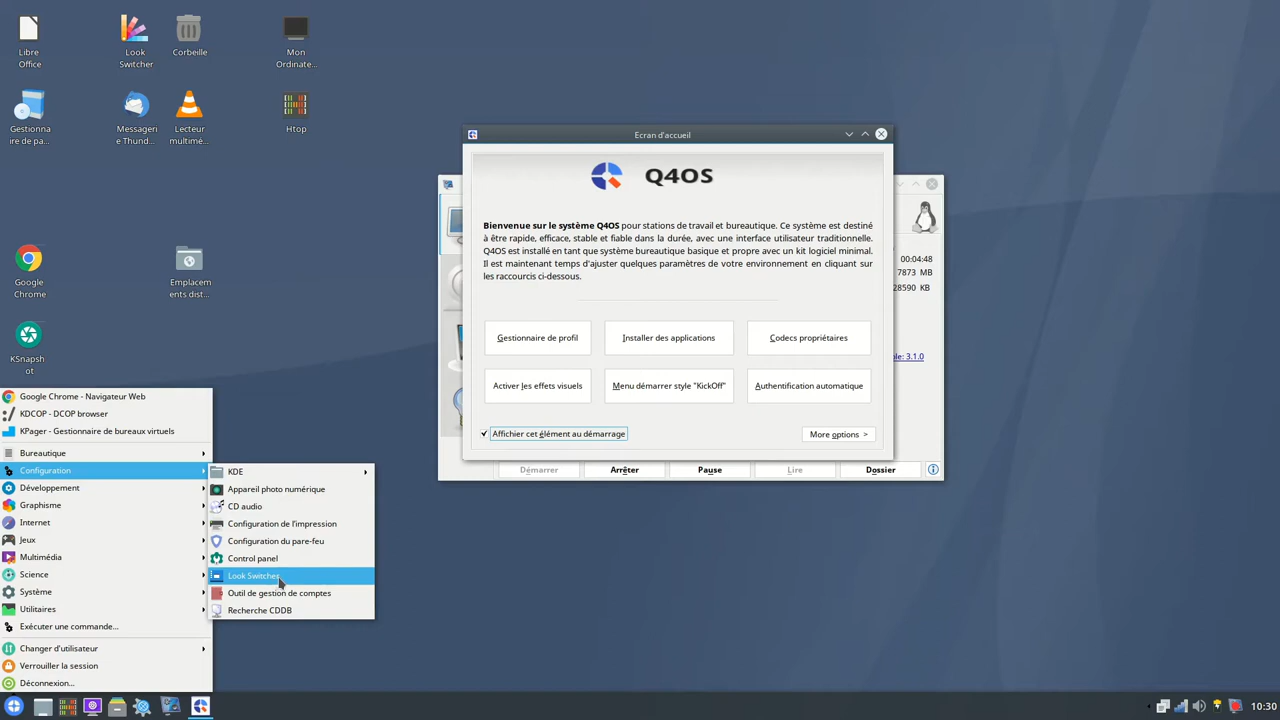 Libre
Office
Look
Switcher
Corbeille
Mon
Ordinate...
Gestionna
ire de pa...
Messagerie
e Thund...
Lecteur
multimé...
Htop
Google
Chrome
Emplacem
ents dist...
KSnapsh
ot
Ecran d'accueil
Q4OS
Bienvenue sur le système Q4OS pour stations de travail et bureautique. Ce système est destiné
à être rapide, efficace, stable et fiable dans la durée, avec une interface utilisateur traditionnelle.
Q4OS est installé en tant que système bureautique basique et propre avec un kit logiciel minimal.
Il est maintenant temps d'ajuster quelques paramètres de votre environnement en cliquant sur
les raccourcis ci-dessous.
Gestionnaire de profil
Installer des applications
Codecs propriétaires
Activer les effets visuels
Menu démarrer style "KickOff"
Authentification automatique
Affichier cet élément au démarrage
More options >
00:04:48
7873 MB
28590 KB
ble: 3.1.0
Démarrer
Arrêter
Pause
Lire
Dossier
Google Chrome - Navigateur Web
KDCOP - DCOP browser
KPager - Gestionnaire de bureaux virtuels
Bureautique
Configuration
Développement
Graphisme
Internet
Jeux
Multimédia
Science
Système
Utilitaires
Exécuter une commande...
Changer d'utilisateur
Verrouiller la session
Déconnexion...
KDE
Appareil photo numérique
CD audio
Configuration de l'impression
Configuration du pare-feu
Control panel
Look Switcher
Outil de gestion de comptes
Recherche CDDB
10:30